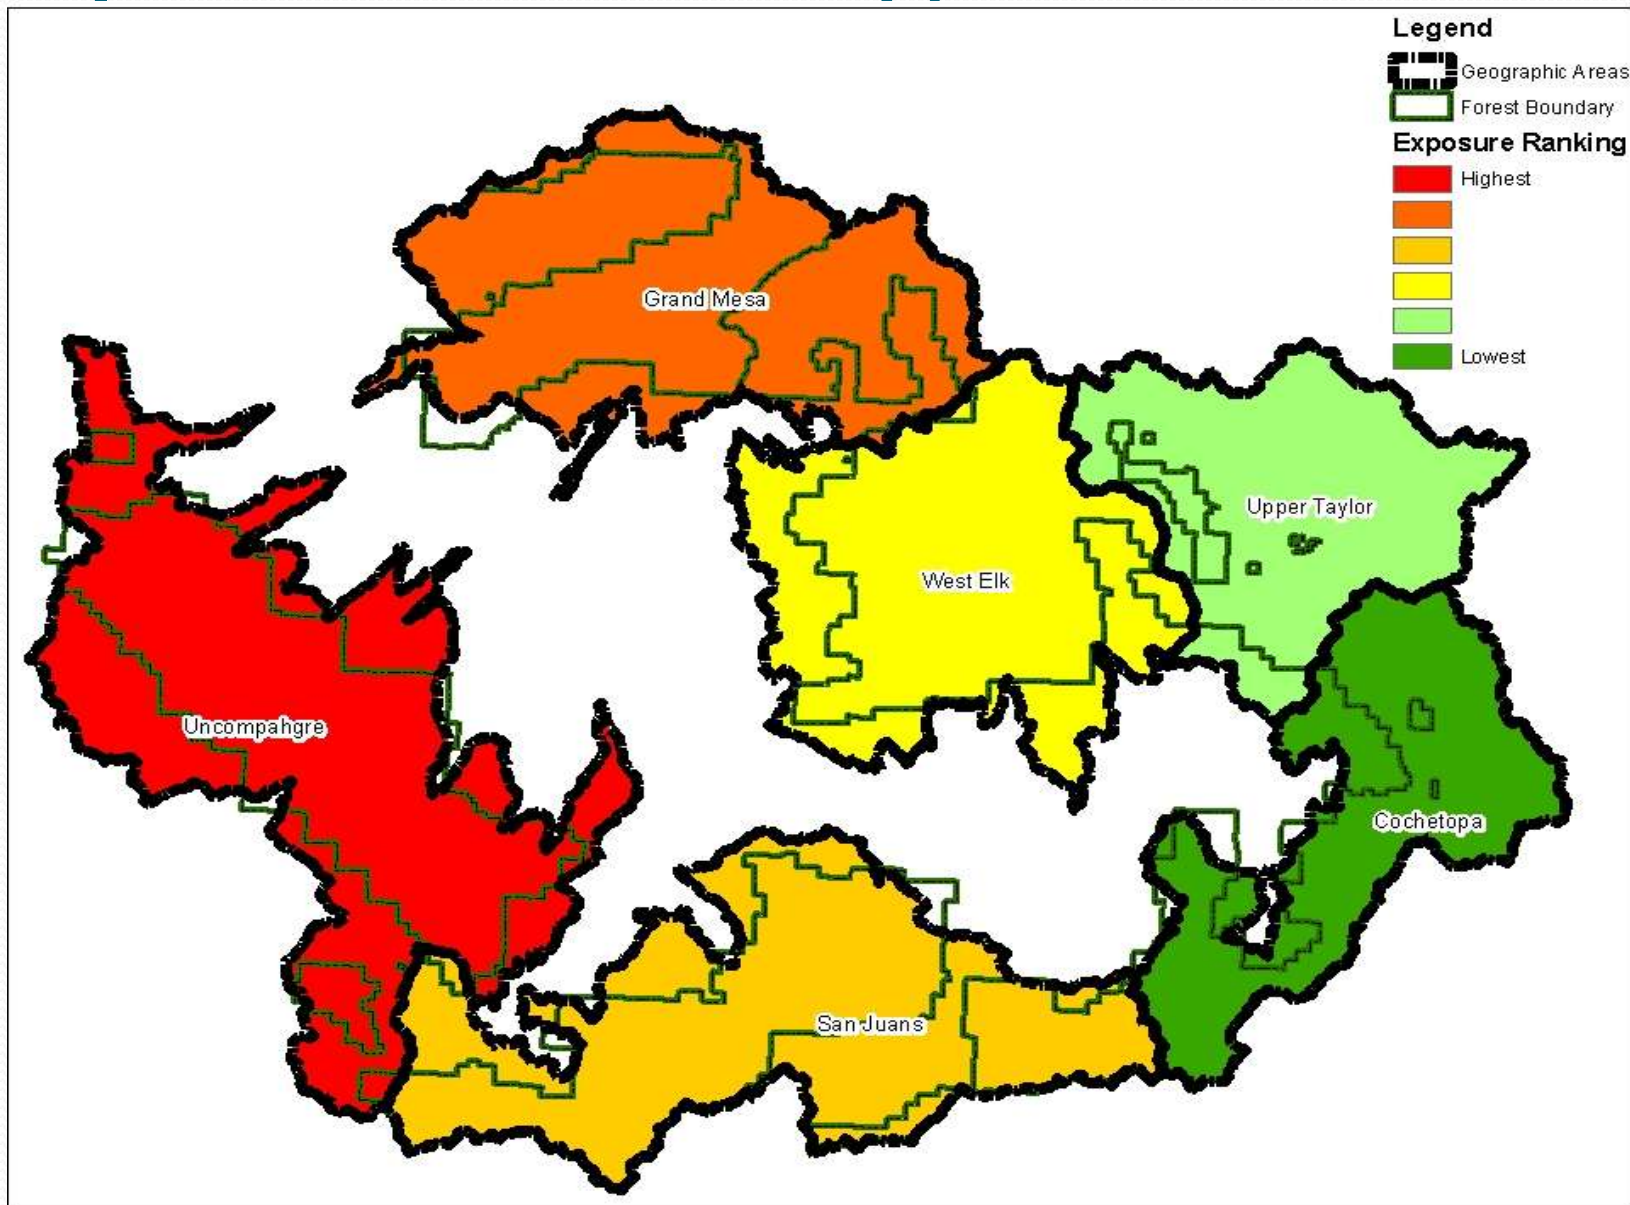 Legend
Geographic Areas
Forest Boundary
Exposure Ranking
Highest
Lowest
Grand Mesa
Upper Taylor
West Elk
Uncompahgre
Cochetopa
San Juans